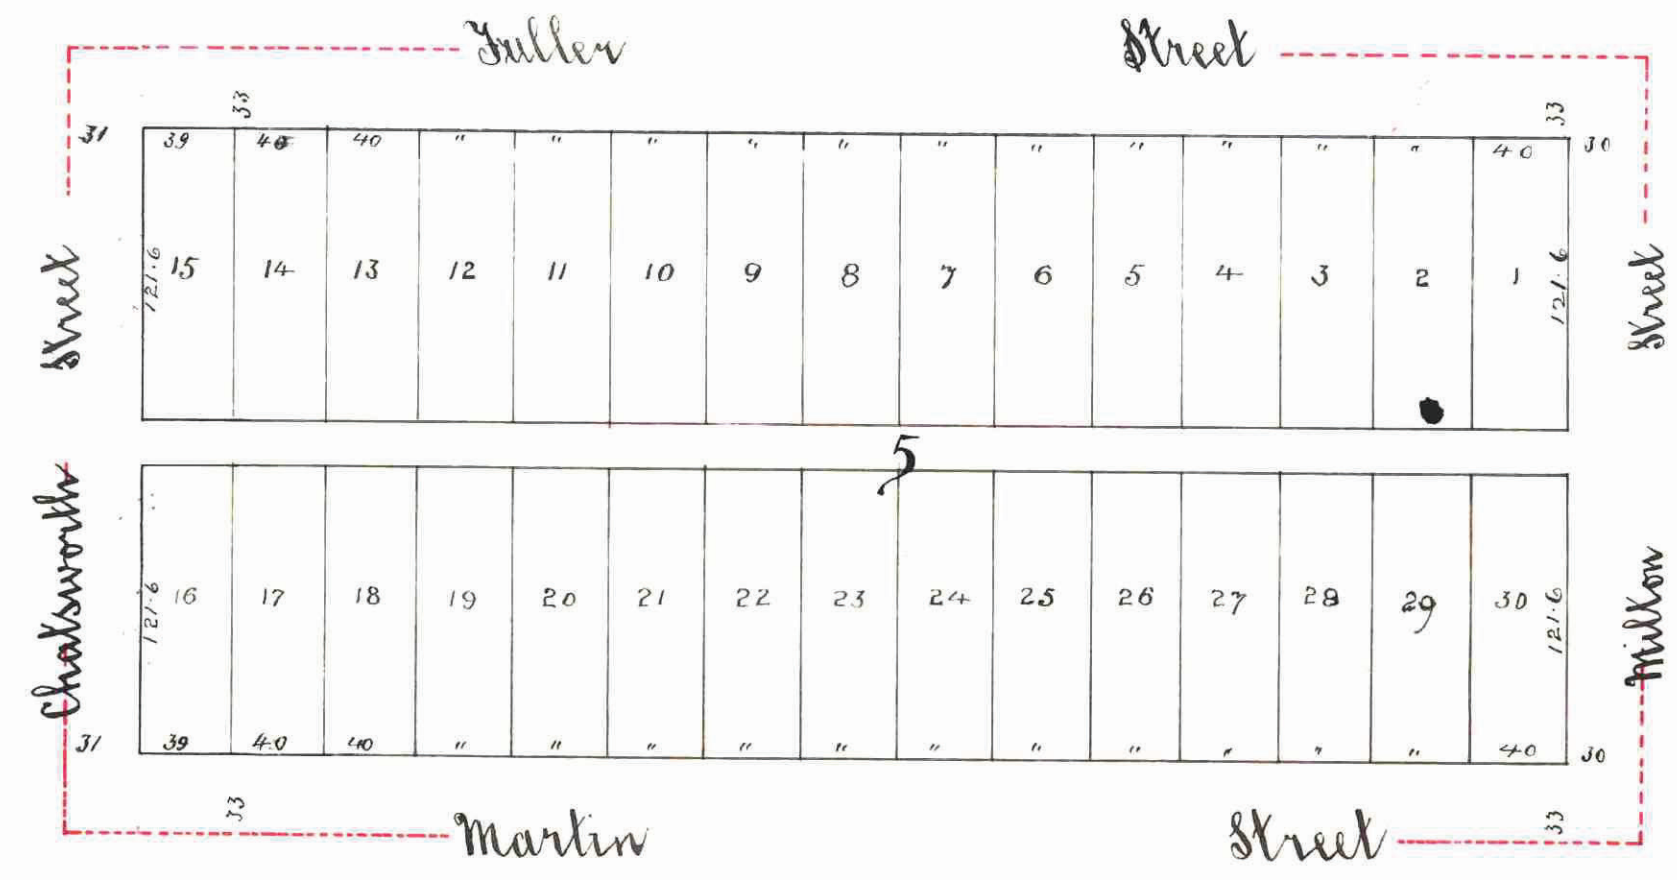 Fuller Street
33 33
31 39 40 40 " " " " " " " " " " " 40 30
121.6 15 14 13 12 11 10 9 8 7 6 5 4 3 2 1 121.6
Street Street
5
Chatsworth Milton
121.6 16 17 18 19 20 21 22 23 24 25 26 27 28 29 30 121.6
31 39 40 40 " " " " " " " " " " " 40 30
33 33
Martin Street